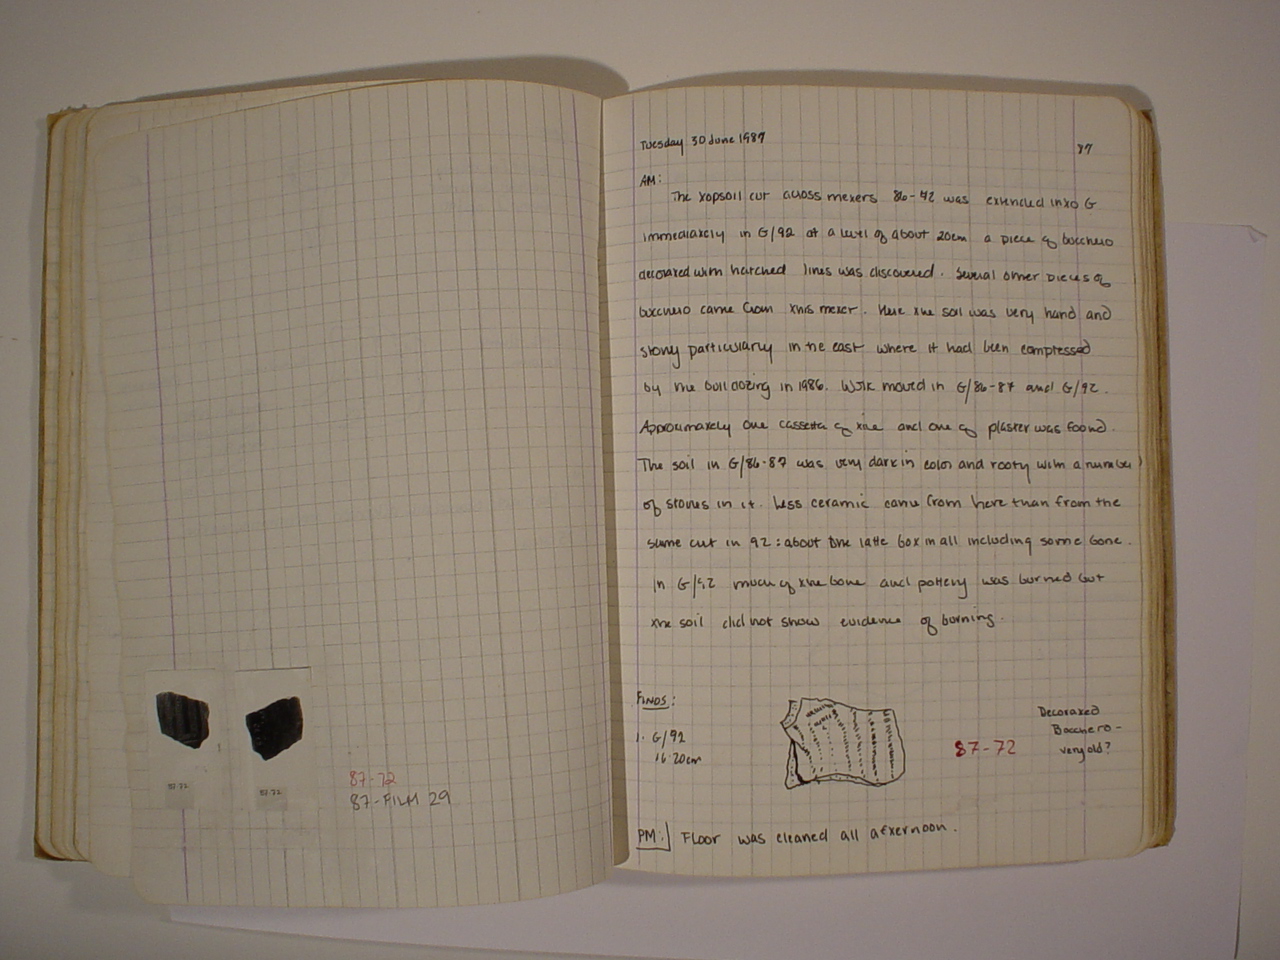 87-72
87-72
87-72
87-FILM 29
Tuesday 30 June 1987
87
AM:
The topsoil cut across meters 86-92 was extended into G
immediately in G/92 at a level of about 20cm a piece of bucchero
decorated with hatched lines was discovered. Several other pieces of
bucchero came from this meter. Here the soil was very hard and
stony particularly in the east where it had been compressed
by the bulldozing in 1986. Work moved in G/86-87 and G/92.
Approximately one cassetta of tile and one of plaster was found.
The soil in G/86-87 was very dark in color and rooty with a number
of stones in it. Less ceramic came from here than from the
same cut in 92: about one latte box in all including some bone.
In G/92 much of the bone and pottery was burned but
the soil did not show evidence of burning.
FINDS:
1. G/92
16-20cm
87-72
Decorated
Bucchero -
very old?
PM: Floor was cleaned all afternoon.